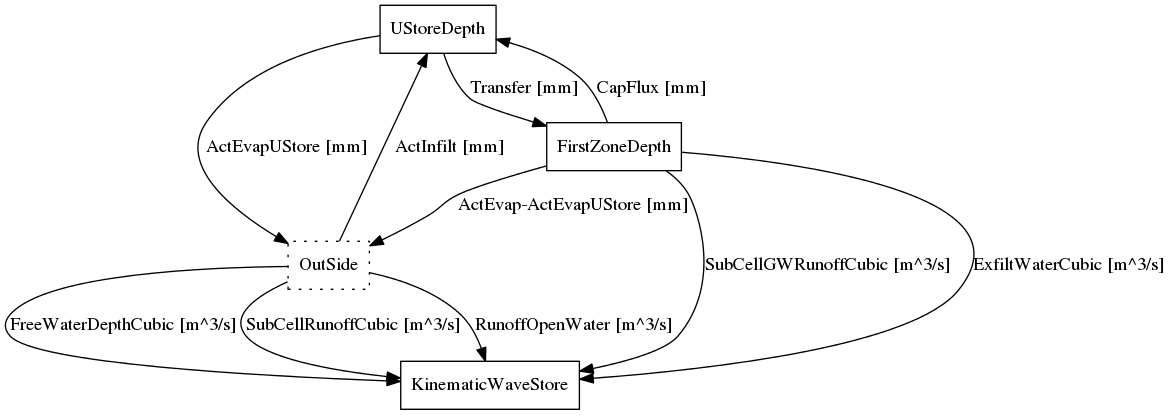 UStoreDepth
Transfer [mm]
CapFlux [mm]
ActEvapUStore [mm]
ActInfilt [mm]
FirstZoneDepth
ActEvap-ActEvapUStore [mm]
OutSide
SubCellGWRunoffCubic [m^3/s]
ExfiltWaterCubic [m^3/s]
FreeWaterDepthCubic [m^3/s]
SubCellRunoffCubic [m^3/s]
RunoffOpenWater [m^3/s]
KinematicWaveStore